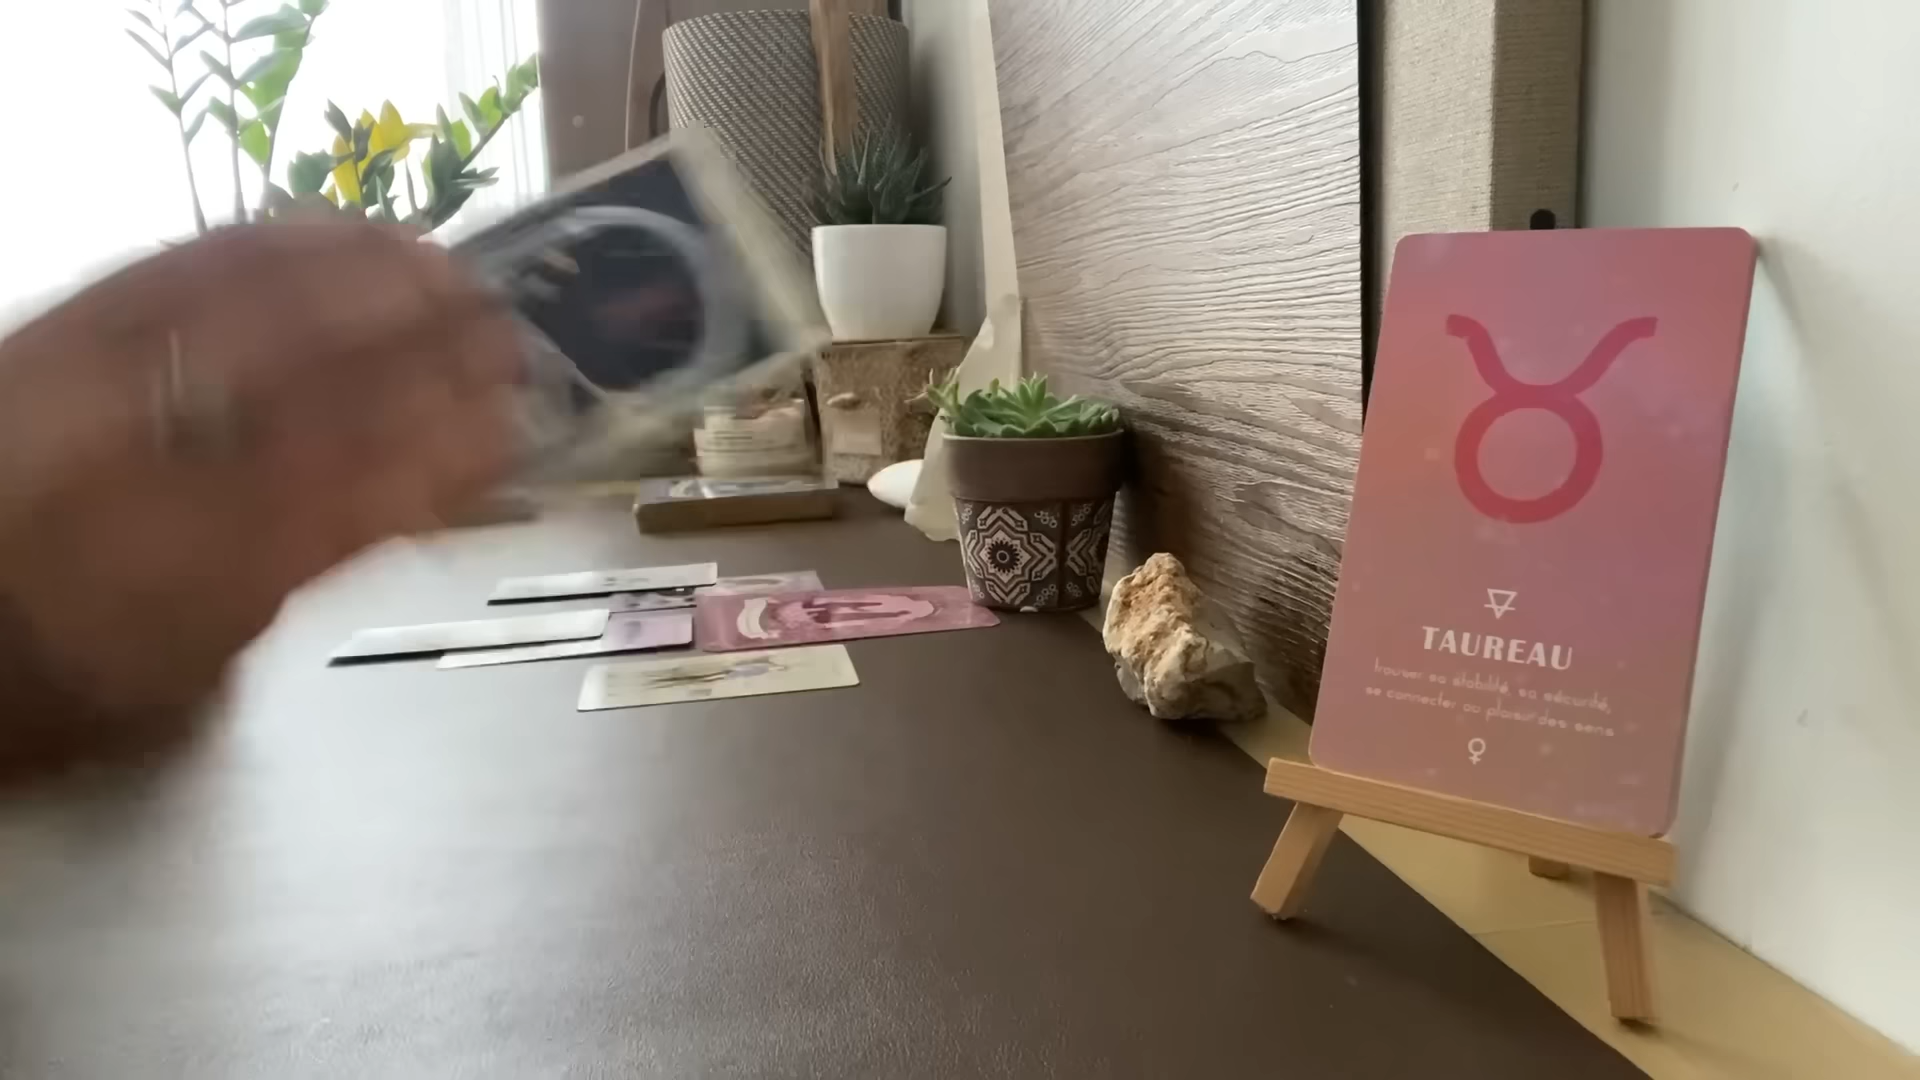 TAUREAU
trouver sa stabilité, sa sécurité,
se connecter au plaisir des sens